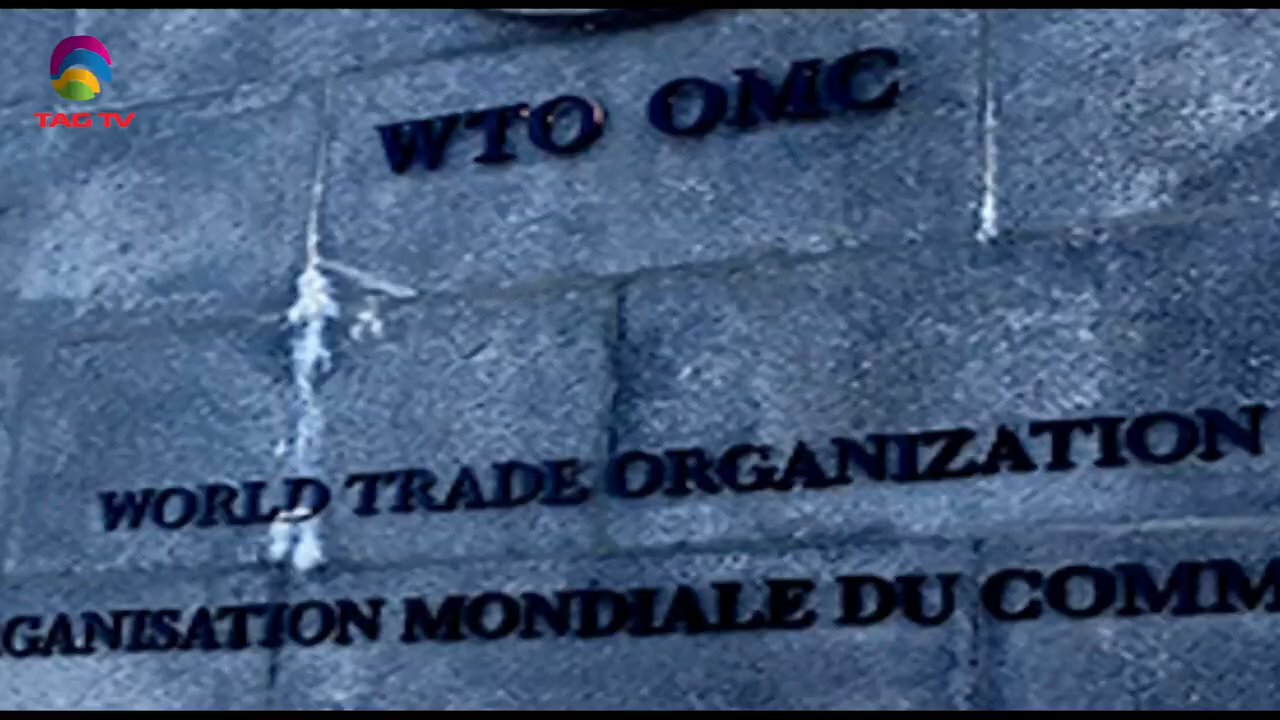 TAG TV
WTO OMC
WORLD TRADE ORGANIZATION
GANISATION MONDIALE DU COMM